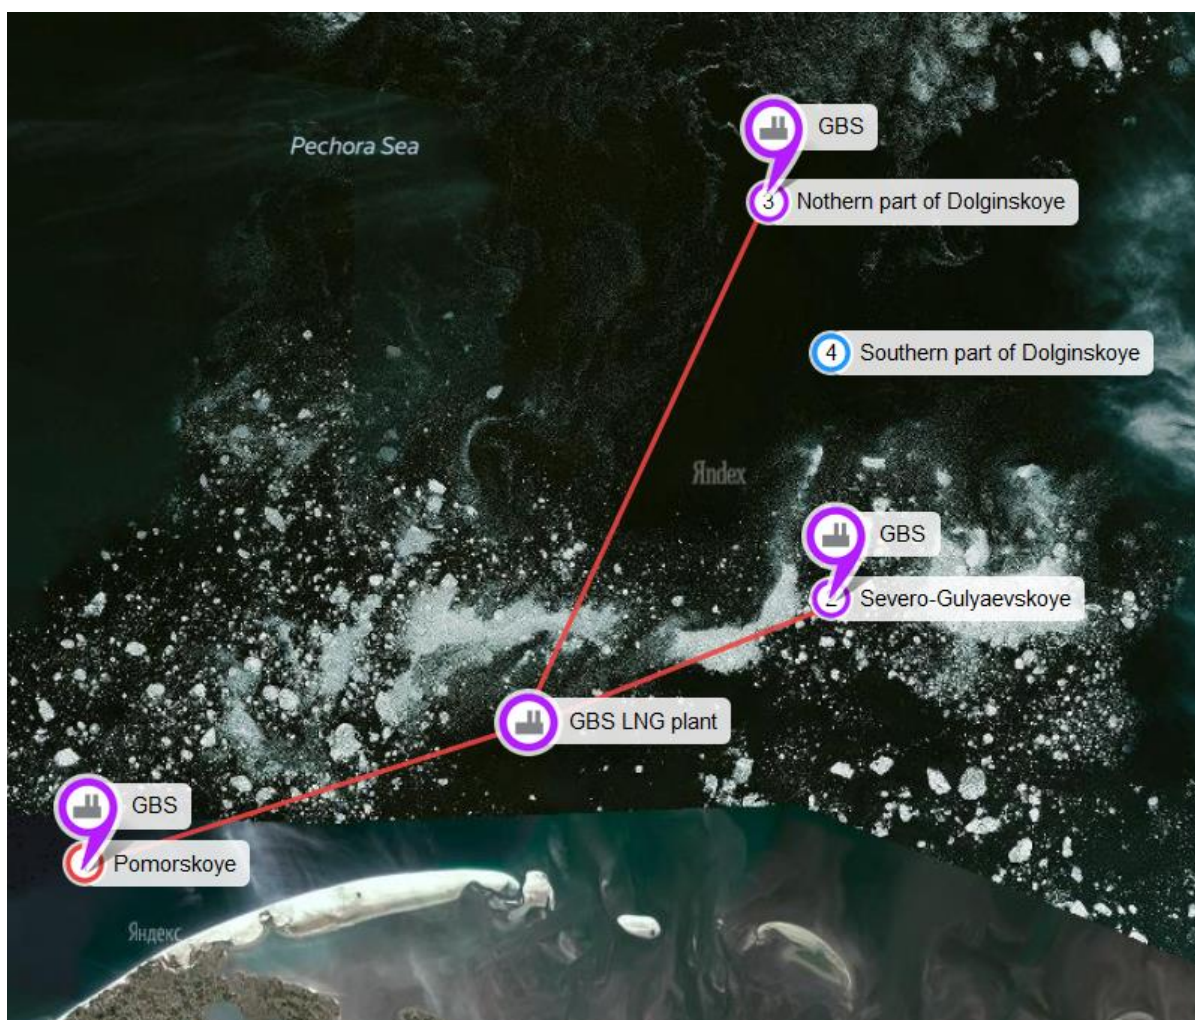 GBS
Pechora Sea
3
Nothern part of Dolginskoye
4
Southern part of Dolginskoye
Яndex
GBS
2
Severo-Gulyaevskoye
GBS LNG plant
GBS
Pomorskoye
Яндекс